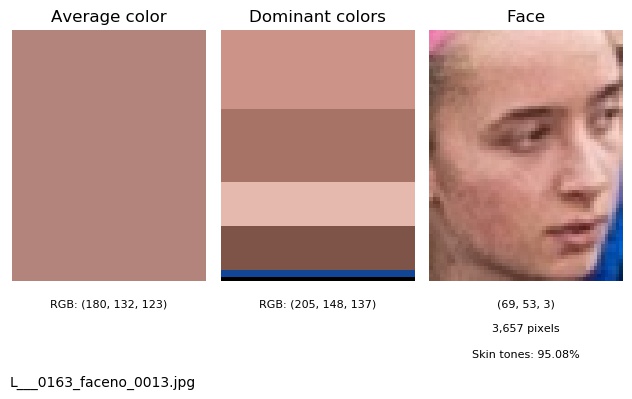 Average color
Dominant colors
Face
RGB: (180, 132, 123)
RGB: (205, 148, 137)
(69, 53, 3)
3,657 pixels
Skin tones: 95.08%
L___0163_faceno_0013.jpg